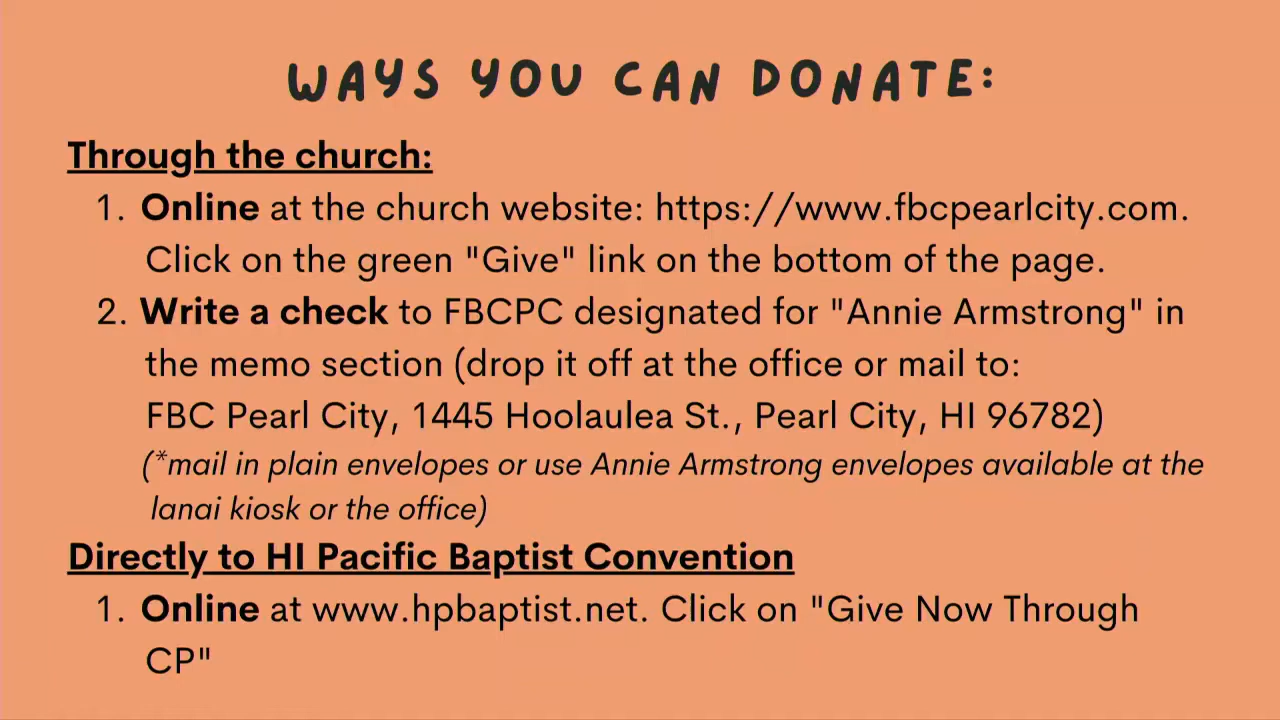 WAYS YOU CAN DONATE:
Through the church:
1. Online at the church website: https://www.fbcpearlcity.com.
Click on the green "Give" link on the bottom of the page.
2. Write a check to FBCPC designated for "Annie Armstrong" in
the memo section (drop it off at the office or mail to:
FBC Pearl City, 1445 Hoolaulea St., Pearl City, HI 96782)
(*mail in plain envelopes or use Annie Armstrong envelopes available at the
lanai kiosk or the office)
Directly to HI Pacific Baptist Convention
1. Online at www.hpbaptist.net. Click on "Give Now Through
CP"